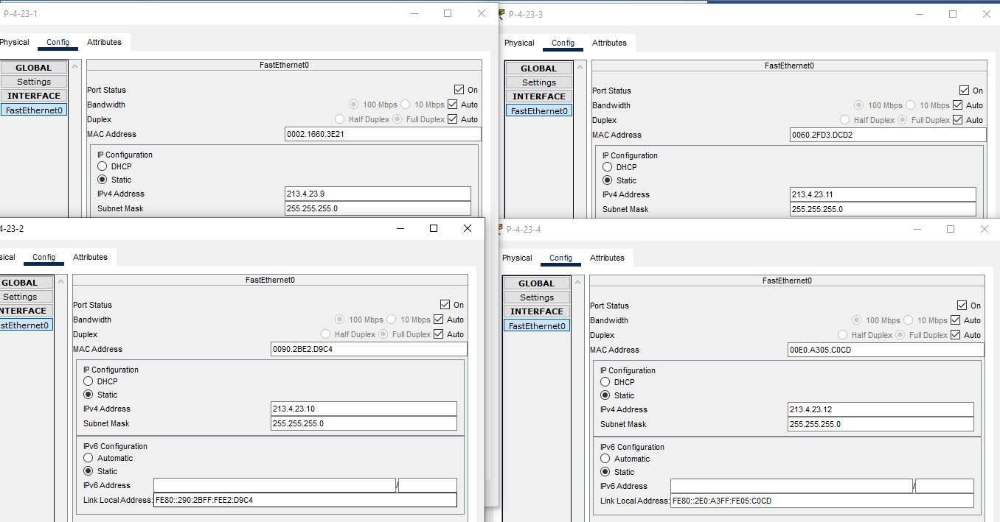 P-4-23-1
Physical Config Attributes
GLOBAL
Settings
INTERFACE
FastEthernet0
FastEthernet0
Port Status On
Bandwidth 100 Mbps 10 Mbps Auto
Duplex Half Duplex Full Duplex Auto
MAC Address 0002.1660.3E21
IP Configuration
DHCP
Static
IPv4 Address 213.4.23.9
Subnet Mask 255.255.255.0
P-4-23-3
Physical Config Attributes
GLOBAL
Settings
INTERFACE
FastEthernet0
FastEthernet0
Port Status On
Bandwidth 100 Mbps 10 Mbps Auto
Duplex Half Duplex Full Duplex Auto
MAC Address 0060.2FD3.DCD2
IP Configuration
DHCP
Static
IPv4 Address 213.4.23.11
Subnet Mask 255.255.255.0
4-23-2
sical Config Attributes
GLOBAL
Settings
NTERFACE
stEthernet0
FastEthernet0
Port Status On
Bandwidth 100 Mbps 10 Mbps Auto
Duplex Half Duplex Full Duplex Auto
MAC Address 0090.2BE2.D9C4
IP Configuration
DHCP
Static
IPv4 Address 213.4.23.10
Subnet Mask 255.255.255.0
IPv6 Configuration
Automatic
Static
IPv6 Address /
Link Local Address: FE80::290:2BFF:FEE2:D9C4
P-4-23-4
Physical Config Attributes
GLOBAL
Settings
INTERFACE
FastEthernet0
FastEthernet0
Port Status On
Bandwidth 100 Mbps 10 Mbps Auto
Duplex Half Duplex Full Duplex Auto
MAC Address 00E0.A305.C0CD
IP Configuration
DHCP
Static
IPv4 Address 213.4.23.12
Subnet Mask 255.255.255.0
IPv6 Configuration
Automatic
Static
IPv6 Address /
Link Local Address: FE80::2E0:A3FF:FE05:C0CD